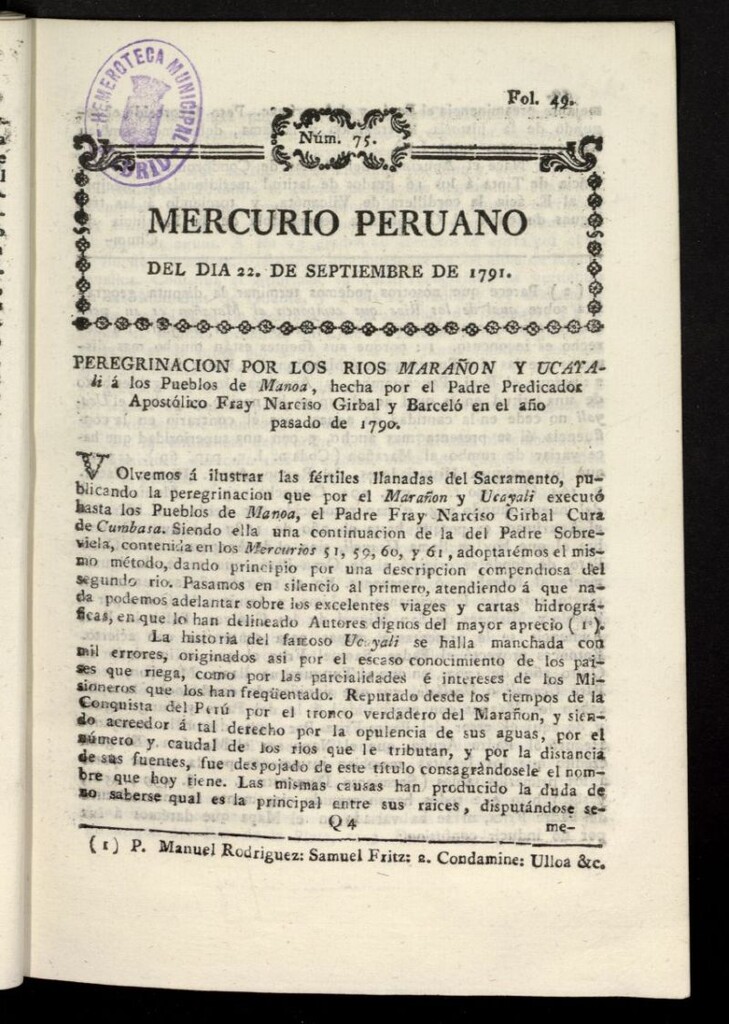 HEMEROTECA MUNICIPAL
Fol. 49.
Núm. 75.
MERCURIO PERUANO
DEL DIA 22. DE SEPTIEMBRE DE 1791.
PEREGRINACION POR LOS RIOS MARAÑON Y UCAYA-
li á los Pueblos de Manoa, hecha por el Padre Predicador
Apostólico Fray Narciso Girbal y Barceló en el año
pasado de 1790.
VOlvemos á ilustrar las fértiles llanadas del Sacramento, pu-
blicando la peregrinacion que por el Marañon y Ucayali executó
hasta los Pueblos de Manoa, el Padre Fray Narciso Girbal Cura
de Cumbasa. Siendo ella una continuacion de la del Padre Sobre-
viela, contenida en los Mercurios 51, 59, 60, y 61, adoptarémos el mis-
mo método, dando principio por una descripcion compendiosa del
segundo rio. Pasamos en silencio al primero, atendiendo á que na-
da podemos adelantar sobre los excelentes viages y cartas hidrográ-
ficas, en que lo han delineado Autores dignos del mayor aprecio (1).
La historia del famoso Ucayali se halla manchada con
mil errores, originados asi por el escaso conocimiento de los pai-
ses que riega, como por las parcialidades é intereses de los Mi-
sioneros que los han freqüentado. Reputado desde los tiempos de la
Conquista del Perú por el tronco verdadero del Marañon, y sien-
do acreedor á tal derecho por la opulencia de sus aguas, por el
número y caudal de los rios que le tributan, y por la distancia
de sus fuentes, fue despojado de este título consagrándosele el nom-
bre que hoy tiene. Las mismas causas han producido la duda de
no saberse qual es la principal entre sus raices, disputándose se-
Q 4
me-
(1) P. Manuel Rodriguez: Samuel Fritz: 2. Condamine: Ulloa &c.